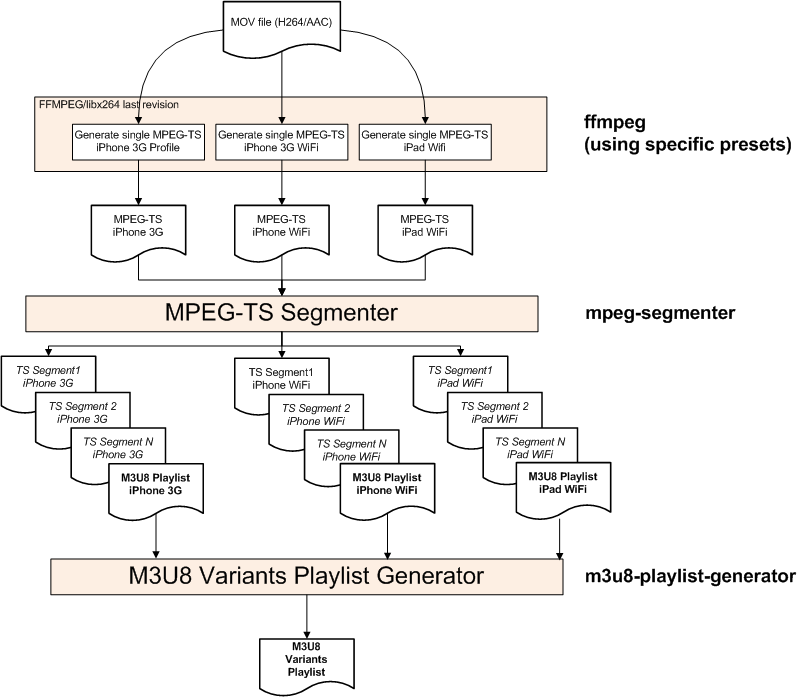 MOV file (H264/AAC)
FFMPEG/libx264 last revision
Generate single MPEG-TS
iPhone 3G Profile
Generate single MPEG-TS
iPhone 3G WiFi
Generate single MPEG-TS
iPad Wifi
ffmpeg
(using specific presets)
MPEG-TS
iPhone 3G
MPEG-TS
iPhone WiFi
MPEG-TS
iPad WiFi
MPEG-TS Segmenter
mpeg-segmenter
TS Segment1
iPhone 3G
TS Segment 2
iPhone 3G
TS Segment N
iPhone 3G
M3U8 Playlist
iPhone 3G
TS Segment1
iPhone WiFi
TS Segment 2
iPhone WiFi
TS Segment N
iPhone WiFi
M3U8 Playlist
iPhone WiFi
TS Segment1
iPad WiFi
TS Segment 2
iPad WiFi
TS Segment N
iPad WiFi
M3U8 Playlist
iPad WiFi
M3U8 Variants Playlist Generator
m3u8-playlist-generator
M3U8
Variants
Playlist